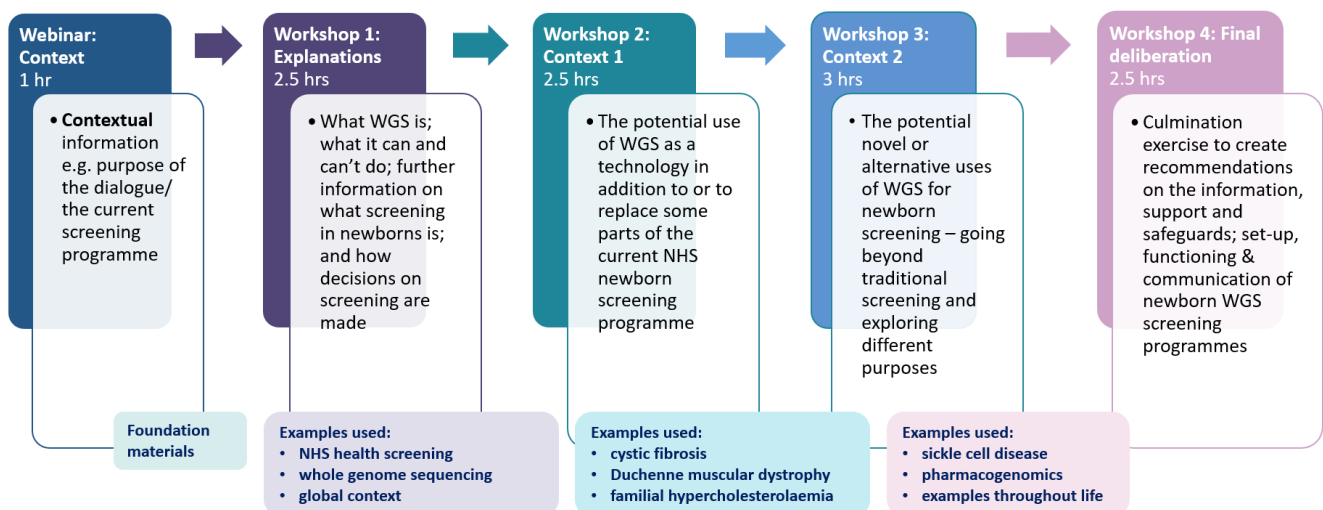 Webinar:
Context
1 hr
• Contextual
information
e.g. purpose of
the dialogue/
the current
screening
programme
Foundation
materials
Workshop 1:
Explanations
2.5 hrs
• What WGS is;
what it can and
can’t do; further
information on
what screening
in newborns is;
and how
decisions on
screening are
made
Examples used:
• NHS health screening
• whole genome sequencing
• global context
Workshop 2:
Context 1
2.5 hrs
• The potential use
of WGS as a
technology in
addition to or to
replace some
parts of the
current NHS
newborn
screening
programme
Examples used:
• cystic fibrosis
• Duchenne muscular dystrophy
• familial hypercholesterolaemia
Workshop 3:
Context 2
3 hrs
• The potential
novel or
alternative uses
of WGS for
newborn
screening – going
beyond
traditional
screening and
exploring
different
purposes
Examples used:
• sickle cell disease
• pharmacogenomics
• examples throughout life
Workshop 4: Final
deliberation
2.5 hrs
• Culmination
exercise to create
recommendations
on the information,
support and
safeguards; set-up,
functioning &
communication of
newborn WGS
screening
programmes